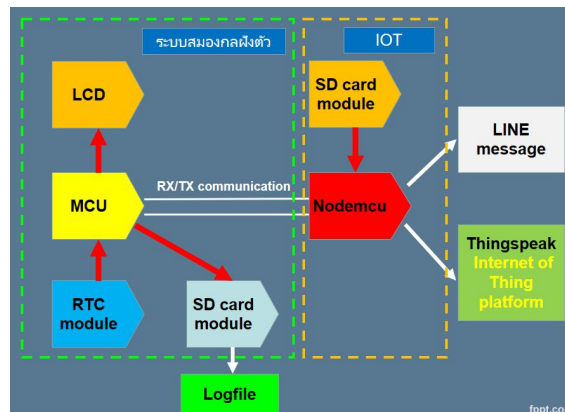 ระบบสมองกลฝังตัว
IOT
LCD
SD card
module
LINE
message
RX/TX communication
MCU
Nodemcu
Thingspeak
Internet of
Thing
platform
RTC
module
SD card
module
Logfile
fppt.co